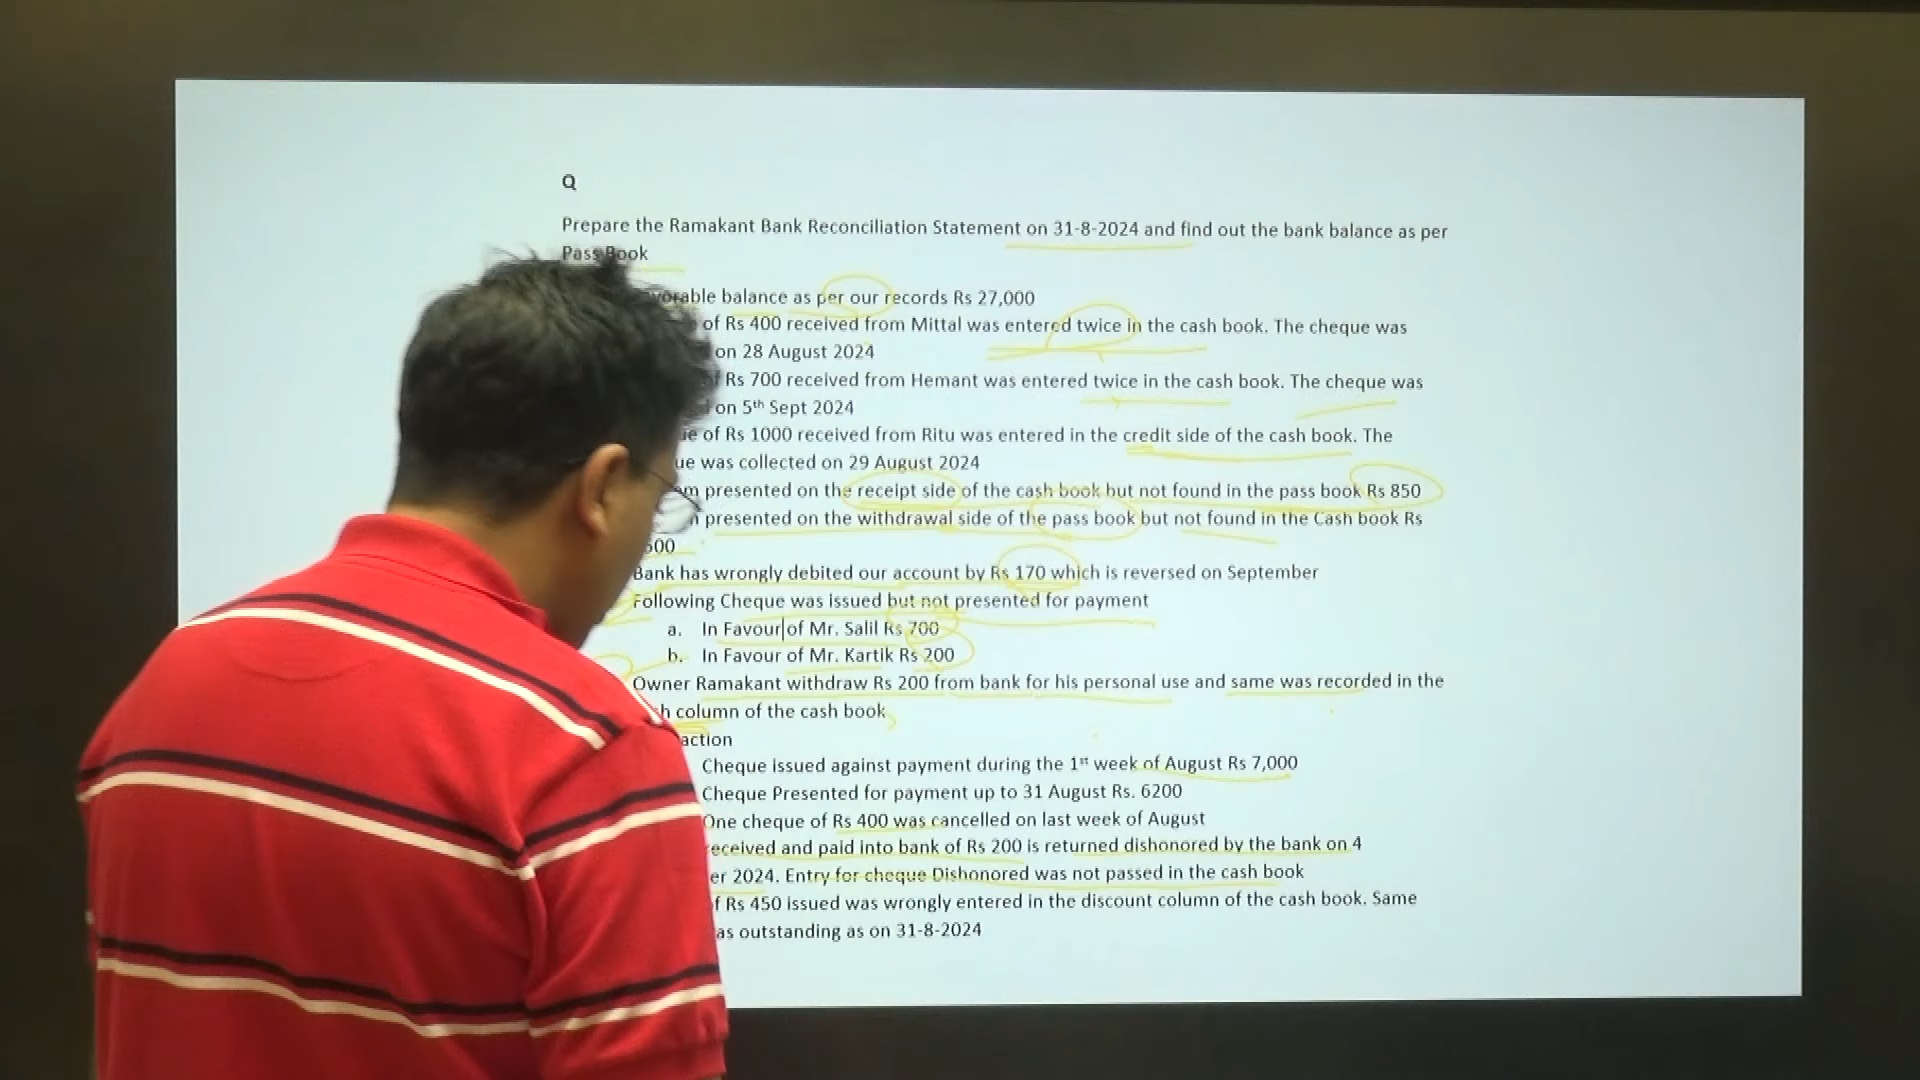 Q
Prepare the Ramakant Bank Reconciliation Statement on 31-8-2024 and find out the bank balance as per
Pass Book
balance as per our records Rs 27,000
of Rs 400 received from Mittal was entered twice in the cash book. The cheque was
on 28 August 2024
Rs 700 received from Hemant was entered twice in the cash book. The cheque was
on 5th Sept 2024
of Rs 1000 received from Ritu was entered in the credit side of the cash book. The
was collected on 29 August 2024
presented on the receipt side of the cash book but not found in the pass book Rs 850
presented on the withdrawal side of the pass book but not found in the Cash book Rs
Bank has wrongly debited our account by Rs 170 which is reversed on September
Following Cheque was issued but not presented for payment
a. In Favour of Mr. Salil Rs 700
b. In Favour of Mr. Kartik Rs 200
Owner Ramakant withdraw Rs 200 from bank for his personal use and same was recorded in the
column of the cash book
Cheque issued against payment during the 1st week of August Rs 7,000
Cheque Presented for payment up to 31 August Rs. 6200
One cheque of Rs 400 was cancelled on last week of August
and paid into bank of Rs 200 is returned dishonored by the bank on 4
2024. Entry for cheque Dishonored was not passed in the cash book
Rs 450 issued was wrongly entered in the discount column of the cash book. Same
outstanding as on 31-8-2024